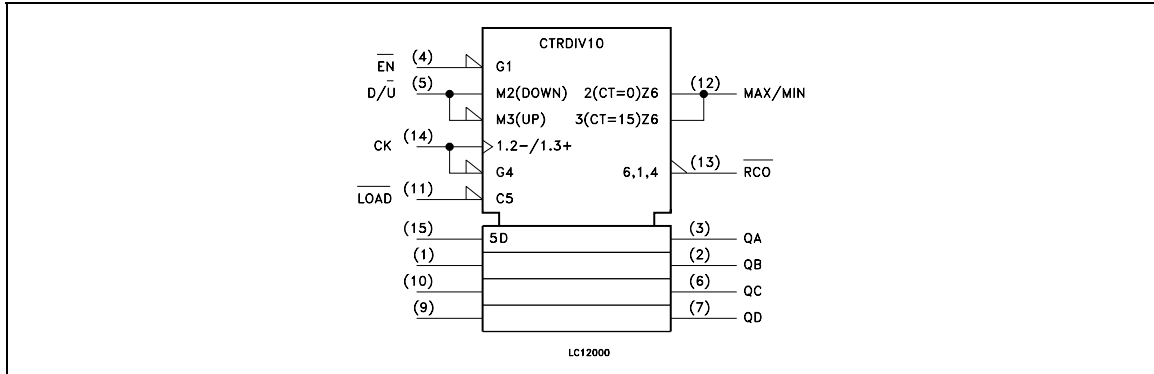 CTRDIV10
EN (4) G1
D/U (5) M2(DOWN) 2(CT=0)Z6 (12) MAX/MIN
M3(UP) 3(CT=15)Z6
CK (14) 1.2-/1.3+
G4 6,1,4 (13) RCO
LOAD (11) C5
(15) 5D (3) QA
(1) (2) QB
(10) (6) QC
(9) (7) QD
LC12000